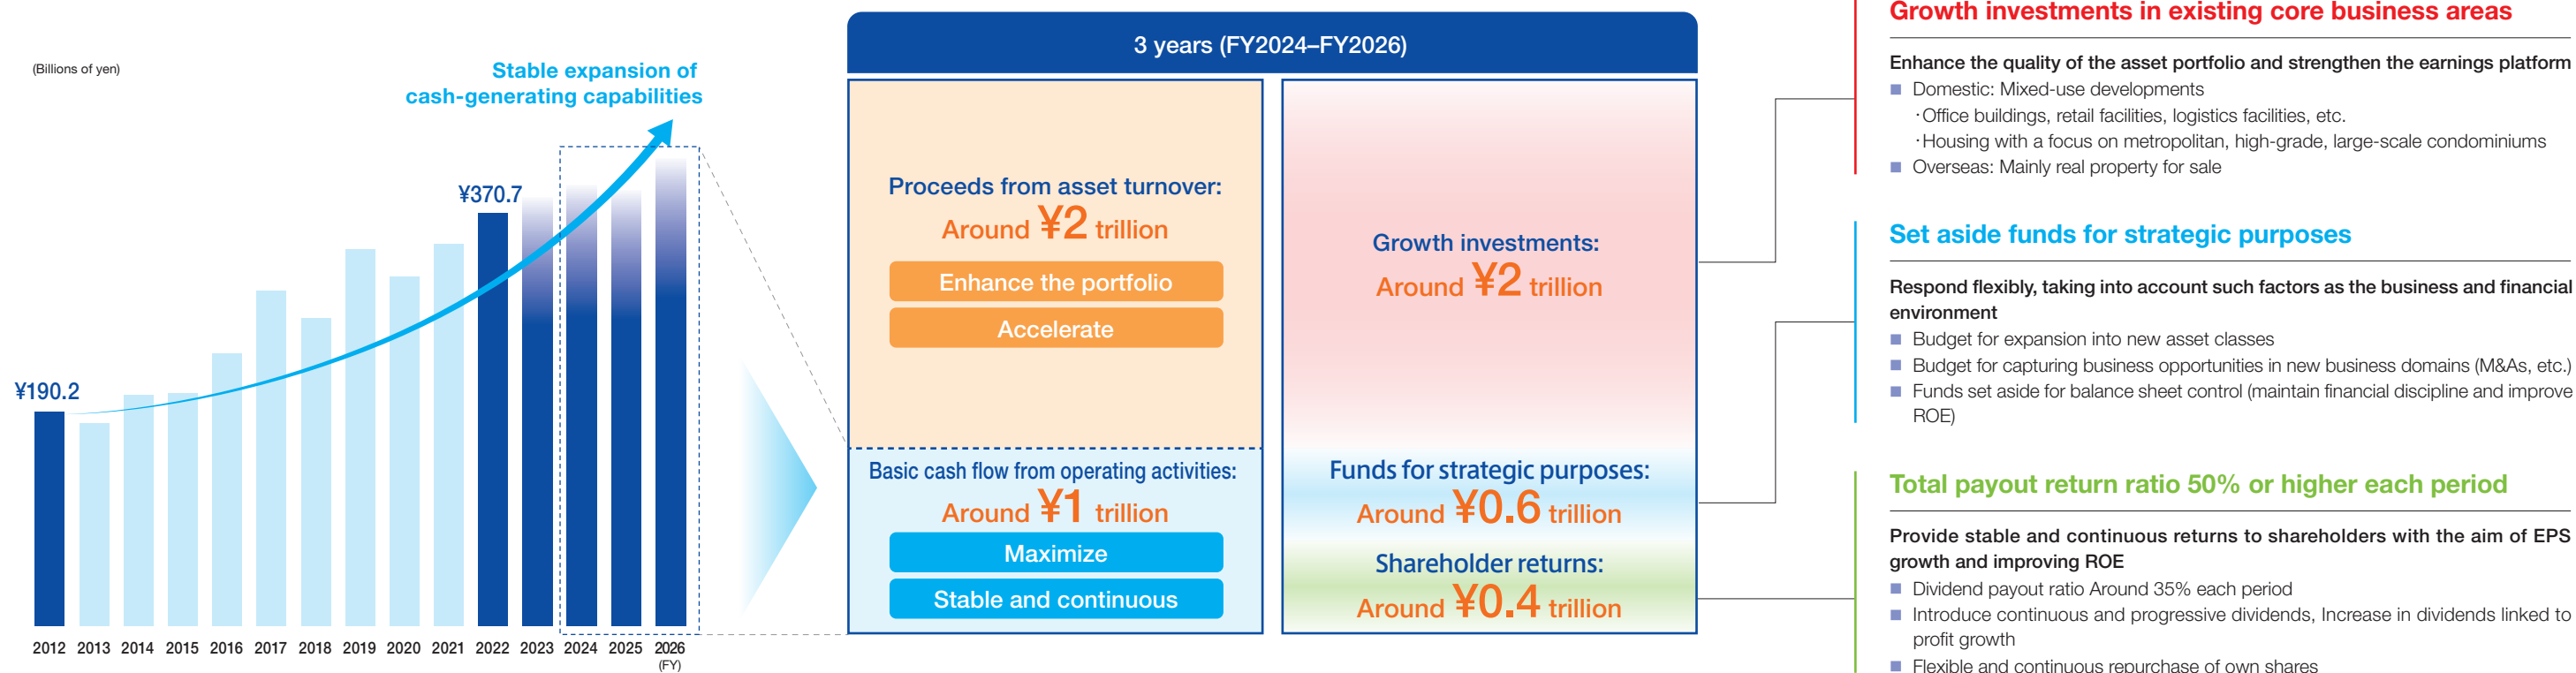 (Billions of yen)
Stable expansion of
cash-generating capabilities
¥370.7
¥190.2
2012 2013 2014 2015 2016 2017 2018 2019 2020 2021 2022 2023 2024 2025 2026
(FY)
3 years (FY2024–FY2026)
Proceeds from asset turnover:
Around ¥2 trillion
Enhance the portfolio
Accelerate
Basic cash flow from operating activities:
Around ¥1 trillion
Maximize
Stable and continuous
Growth investments:
Around ¥2 trillion
Funds for strategic purposes:
Around ¥0.6 trillion
Shareholder returns:
Around ¥0.4 trillion
Growth investments in existing core business areas
Enhance the quality of the asset portfolio and strengthen the earnings platform
■ Domestic: Mixed-use developments
・Office buildings, retail facilities, logistics facilities, etc.
・Housing with a focus on metropolitan, high-grade, large-scale condominiums
■ Overseas: Mainly real property for sale
Set aside funds for strategic purposes
Respond flexibly, taking into account such factors as the business and financial
environment
■ Budget for expansion into new asset classes
■ Budget for capturing business opportunities in new business domains (M&As, etc.)
■ Funds set aside for balance sheet control (maintain financial discipline and improve
ROE)
Total payout return ratio 50% or higher each period
Provide stable and continuous returns to shareholders with the aim of EPS
growth and improving ROE
■ Dividend payout ratio Around 35% each period
■ Introduce continuous and progressive dividends, Increase in dividends linked to
profit growth
■ Flexible and continuous repurchase of own shares